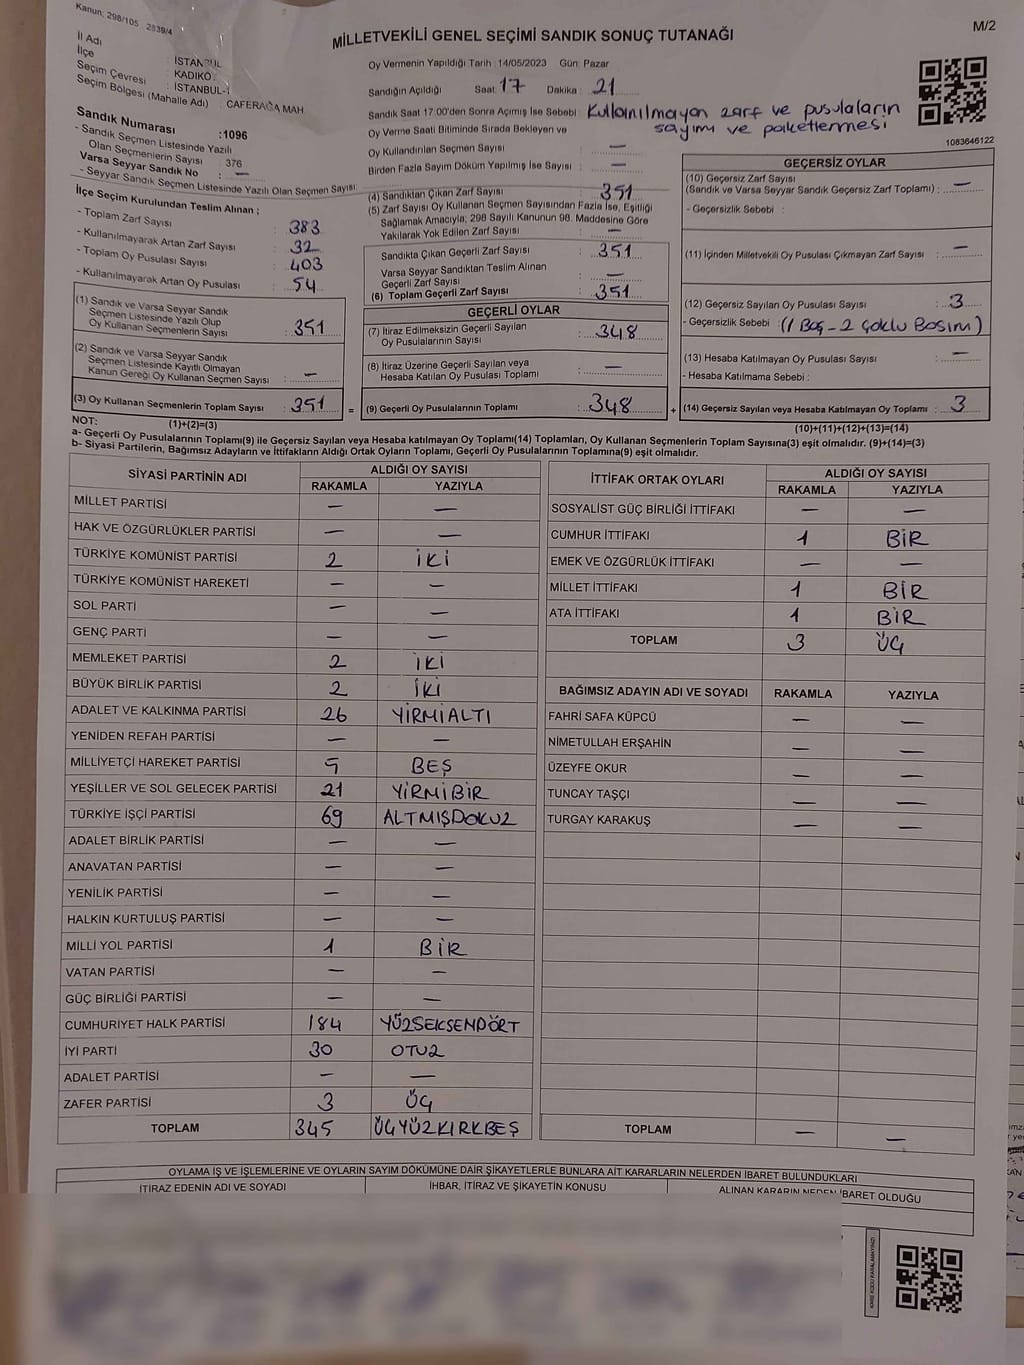 Kanun: 298/105 . 2839/4
M/2
MİLLETVEKİLİ GENEL SEÇİMİ SANDIK SONUÇ TUTANAĞI
İl Adı : İSTANBUL
İlçe : KADIKÖY
Seçim Çevresi : İSTANBUL-1
Seçim Bölgesi (Mahalle Adı) : CAFERAĞA MAH.
Sandık Numarası :1096
- Sandık Seçmen Listesinde Yazılı
Olan Seçmenlerin Sayısı : 376
Varsa Seyyar Sandık No : —
- Seyyar Sandık Seçmen Listesinde Yazılı Olan Seçmen Sayısı
İlçe Seçim Kurulundan Teslim Alınan ;
- Toplam Zarf Sayısı : 383
- Kullanılmayarak Artan Zarf Sayısı : 32
- Toplam Oy Pusulası Sayısı : 403
- Kullanılmayarak Artan Oy Pusulası : 54
(1) Sandık ve Varsa Seyyar Sandık
Seçmen Listesinde Yazılı Olup
Oy Kullanan Seçmenlerin Sayısı : 351
(2) Sandık ve Varsa Seyyar Sandık
Seçmen Listesinde Kayıtlı Olmayan
Kanun Gereği Oy Kullanan Seçmen Sayısı : —
(3) Oy Kullanan Seçmenlerin Toplam Sayısı : 351 =
(1)+(2)=(3)
Oy Vermenin Yapıldığı Tarih :14/05/2023 Gün: Pazar
Sandığın Açıldığı Saat: 17 Dakika : 21
Sandık Saat 17:00'den Sonra Açılmış İse Sebebi : Kullanılmayan zarf ve pusulaların
sayımı ve paketlenmesi
Oy Verme Saati Bitiminde Sırada Bekleyen ve
Oy Kullandırılan Seçmen Sayısı : —
Birden Fazla Sayım Döküm Yapılmış İse Sayısı : —
(4) Sandıktan Çıkan Zarf Sayısı : 351
(5) Zarf Sayısı Oy Kullanan Seçmen Sayısından Fazla İse, Eşitliği
Sağlamak Amacıyla; 298 Sayılı Kanunun 98. Maddesine Göre
Yakılarak Yok Edilen Zarf Sayısı : —
Sandıkta Çıkan Geçerli Zarf Sayısı : 351
Varsa Seyyar Sandıktan Teslim Alınan
Geçerli Zarf Sayısı : —
(6) Toplam Geçerli Zarf Sayısı : 351
GEÇERLİ OYLAR
(7) İtiraz Edilmeksizin Geçerli Sayılan
Oy Pusulalarının Sayısı : 348
(8) İtiraz Üzerine Geçerli Sayılan veya
Hesaba Katılan Oy Pusulası Toplamı : —
(9) Geçerli Oy Pusulalarının Toplamı : 348 +
1083646122
GEÇERSİZ OYLAR
(10) Geçersiz Zarf Sayısı
(Sandık ve Varsa Seyyar Sandık Geçersiz Zarf Toplamı) : —
- Geçersizlik Sebebi :
(11) İçinden Milletvekili Oy Pusulası Çıkmayan Zarf Sayısı : —
(12) Geçersiz Sayılan Oy Pusulası Sayısı : 3
- Geçersizlik Sebebi : (1 Boş - 2 Çoklu Basım)
(13) Hesaba Katılmayan Oy Pusulası Sayısı : —
- Hesaba Katılmama Sebebi :
(14) Geçersiz Sayılan veya Hesaba Katılmayan Oy Toplamı : 3
(10)+(11)+(12)+(13)=(14)
NOT:
a- Geçerli Oy Pusulalarının Toplamı(9) ile Geçersiz Sayılan veya Hesaba katılmayan Oy Toplamı(14) Toplamları, Oy Kullanan Seçmenlerin Toplam Sayısına(3) eşit olmalıdır. (9)+(14)=(3)
b- Siyasi Partilerin, Bağımsız Adayların ve İttifakların Aldığı Ortak Oyların Toplamı, Geçerli Oy Pusulalarının Toplamına(9) eşit olmalıdır.
SİYASİ PARTİNİN ADI ALDIĞI OY SAYISI
RAKAMLA YAZIYLA
MİLLET PARTİSİ — —
HAK VE ÖZGÜRLÜKLER PARTİSİ — —
TÜRKİYE KOMÜNİST PARTİSİ 2 İKİ
TÜRKİYE KOMÜNİST HAREKETİ — —
SOL PARTİ — —
GENÇ PARTİ — —
MEMLEKET PARTİSİ 2 İKİ
BÜYÜK BİRLİK PARTİSİ 2 İKİ
ADALET VE KALKINMA PARTİSİ 26 YİRMİALTI
YENİDEN REFAH PARTİSİ — —
MİLLİYETÇİ HAREKET PARTİSİ 5 BEŞ
YEŞİLLER VE SOL GELECEK PARTİSİ 21 YİRMİBİR
TÜRKİYE İŞÇİ PARTİSİ 69 ALTMIŞDOKUZ
ADALET BİRLİK PARTİSİ — —
ANAVATAN PARTİSİ — —
YENİLİK PARTİSİ — —
HALKIN KURTULUŞ PARTİSİ — —
MİLLİ YOL PARTİSİ 1 BİR
VATAN PARTİSİ — —
GÜÇ BİRLİĞİ PARTİSİ — —
CUMHURİYET HALK PARTİSİ 184 YÜZSEKSENDÖRT
İYİ PARTİ 30 OTUZ
ADALET PARTİSİ — —
ZAFER PARTİSİ 3 ÜÇ
TOPLAM 345 ÜÇYÜZKIRKBEŞ
İTTİFAK ORTAK OYLARI ALDIĞI OY SAYISI
RAKAMLA YAZIYLA
SOSYALİST GÜÇ BİRLİĞİ İTTİFAKI — —
CUMHUR İTTİFAKI 1 BİR
EMEK VE ÖZGÜRLÜK İTTİFAKI — —
MİLLET İTTİFAKI 1 BİR
ATA İTTİFAKI 1 BİR
TOPLAM 3 ÜÇ
BAĞIMSIZ ADAYIN ADI VE SOYADI RAKAMLA YAZIYLA
FAHRİ SAFA KÜPCÜ — —
NİMETULLAH ERŞAHİN — —
ÜZEYFE OKUR — —
TUNCAY TAŞÇI — —
TURGAY KARAKUŞ — —
TOPLAM — —
OYLAMA İŞ VE İŞLEMLERİNE VE OYLARIN SAYIM DÖKÜMÜNE DAİR ŞİKAYETLERLE BUNLARA AİT KARARLARIN NELERDEN İBARET BULUNDUKLARI
İTİRAZ EDENİN ADI VE SOYADI İHBAR, İTİRAZ VE ŞİKAYETİN KONUSU ALINAN KARARIN NEDEN İBARET OLDUĞU